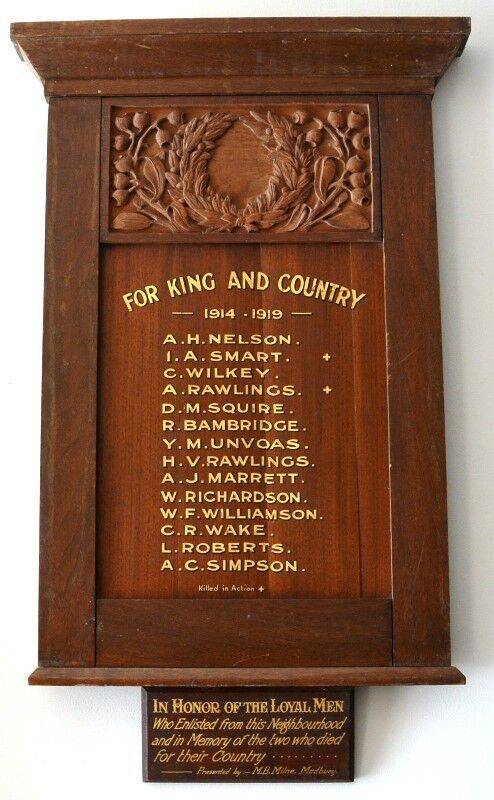 FOR KING AND COUNTRY
— 1914 - 1919 —
A.H.NELSON.
I.A.SMART. +
C.WILKEY.
A.RAWLINGS. +
D.M.SQUIRE.
R.BAMBRIDGE.
Y.M.UNVOAS.
H.V.RAWLINGS.
A.J.MARRETT.
W.RICHARDSON.
W.F.WILLIAMSON.
C.R.WAKE.
L.ROBERTS.
A.C.SIMPSON.
Killed in Action +
IN HONOR OF THE LOYAL MEN
Who Enlisted from this Neighbourhood
and in Memory of the two who died
for their Country ..........
— Presented by — M.B. Milne, Modbury.